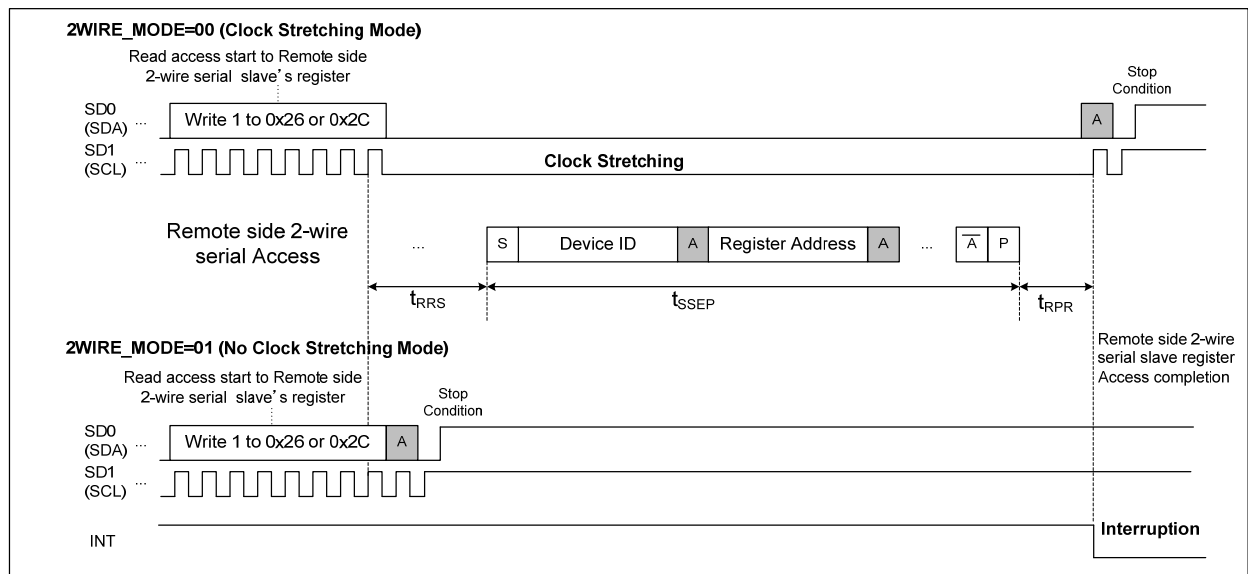 2WIRE_MODE=00 (Clock Stretching Mode)
Read access start to Remote side
2-wire serial slave's register
Stop
Condition
SD0
(SDA) ...
Write 1 to 0x26 or 0x2C
A
SD1
(SCL) ...
Clock Stretching
Remote side 2-wire
serial Access
...
S
Device ID
A
Register Address
A
...
A
P
tRRS
tSSEP
tRPR
2WIRE_MODE=01 (No Clock Stretching Mode)
Remote side 2-wire
serial slave register
Access completion
Read access start to Remote side
2-wire serial slave's register
Stop
Condition
SD0
(SDA) ...
Write 1 to 0x26 or 0x2C
A
SD1
(SCL) ...
INT
Interruption